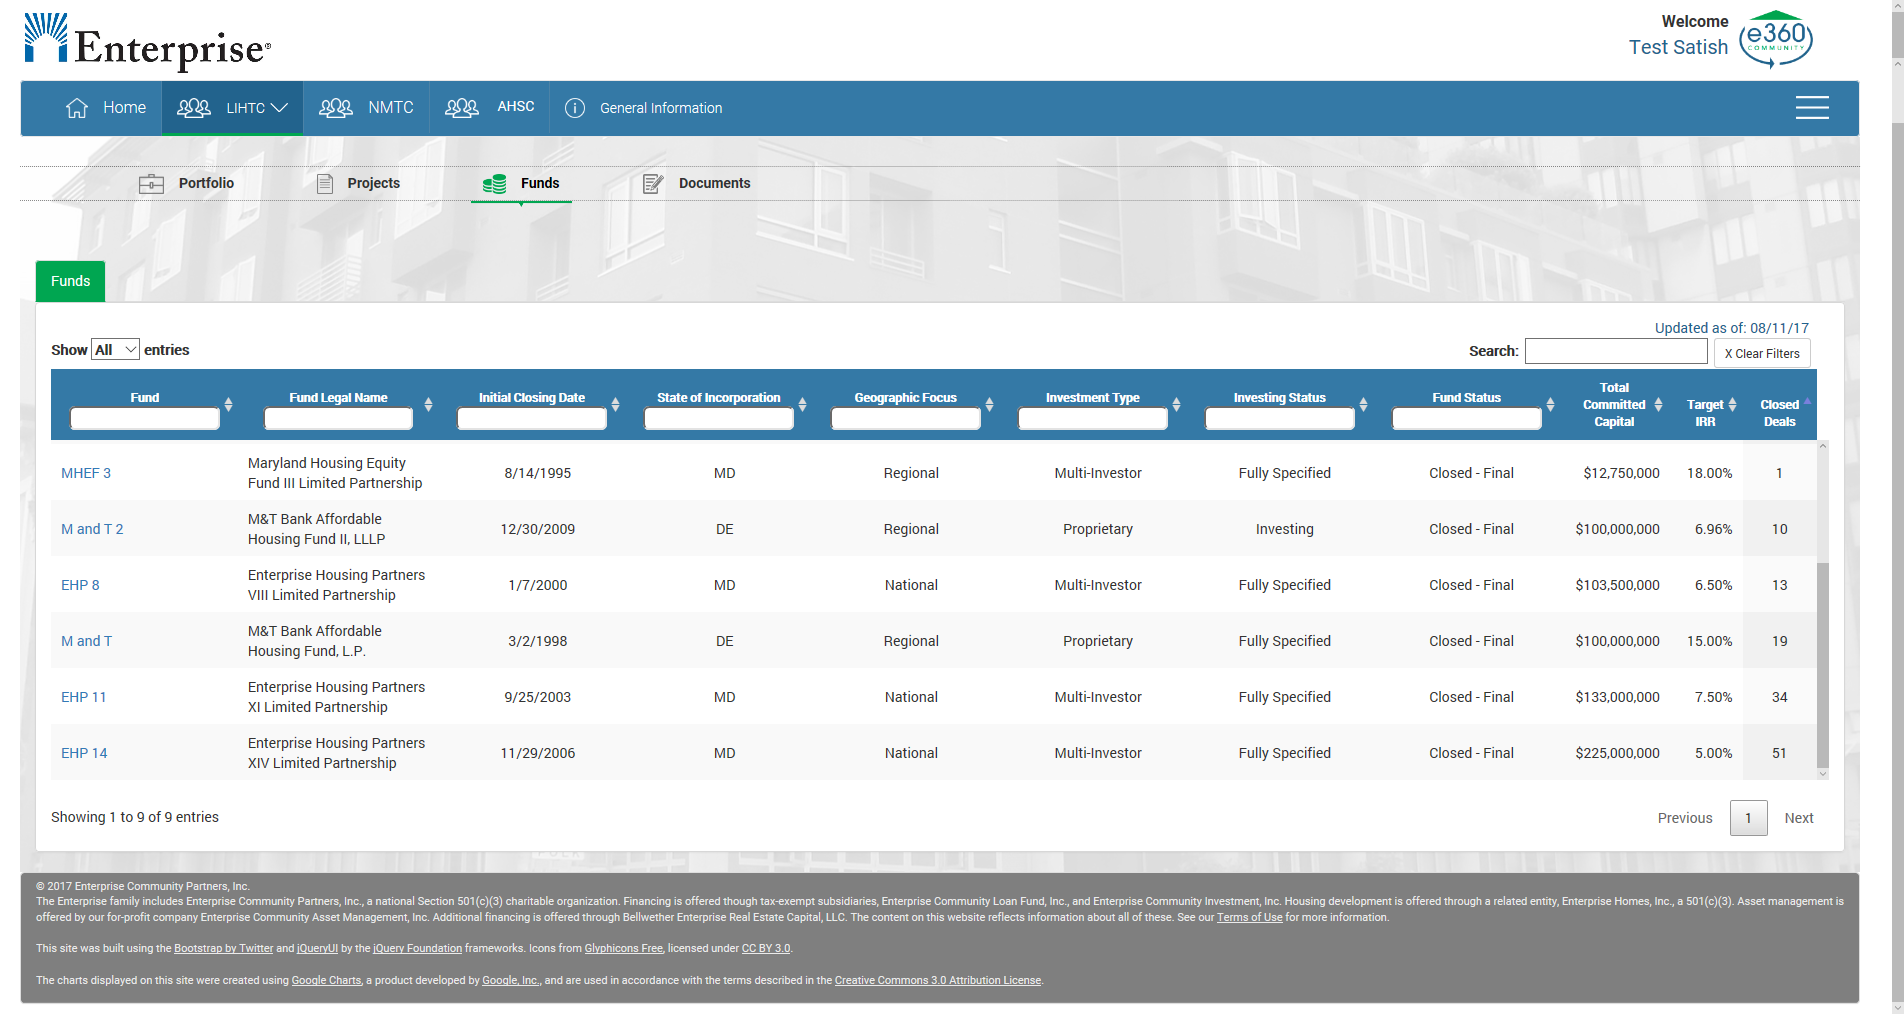 Enterprise®
Welcome
Test Satish
e360
COMMUNITY
Home
LIHTC
NMTC
AHSC
General Information
Portfolio
Projects
Funds
Documents
Funds
Updated as of: 08/11/17
Show All entries
Search:
X Clear Filters
Fund
Fund Legal Name
Initial Closing Date
State of Incorporation
Geographic Focus
Investment Type
Investing Status
Fund Status
Total
Committed
Capital
Target
IRR
Closed
Deals
MHEF 3
Maryland Housing Equity
Fund III Limited Partnership
8/14/1995
MD
Regional
Multi-Investor
Fully Specified
Closed - Final
$12,750,000
18.00%
1
M and T 2
M&T Bank Affordable
Housing Fund II, LLLP
12/30/2009
DE
Regional
Proprietary
Investing
Closed - Final
$100,000,000
6.96%
10
EHP 8
Enterprise Housing Partners
VIII Limited Partnership
1/7/2000
MD
National
Multi-Investor
Fully Specified
Closed - Final
$103,500,000
6.50%
13
M and T
M&T Bank Affordable
Housing Fund, L.P.
3/2/1998
DE
Regional
Proprietary
Fully Specified
Closed - Final
$100,000,000
15.00%
19
EHP 11
Enterprise Housing Partners
XI Limited Partnership
9/25/2003
MD
National
Multi-Investor
Fully Specified
Closed - Final
$133,000,000
7.50%
34
EHP 14
Enterprise Housing Partners
XIV Limited Partnership
11/29/2006
MD
National
Multi-Investor
Fully Specified
Closed - Final
$225,000,000
5.00%
51
Showing 1 to 9 of 9 entries
Previous
1
Next
© 2017 Enterprise Community Partners, Inc.
The Enterprise family includes Enterprise Community Partners, Inc., a national Section 501(c)(3) charitable organization. Financing is offered though tax-exempt subsidiaries, Enterprise Community Loan Fund, Inc., and Enterprise Community Investment, Inc. Housing development is offered through a related entity, Enterprise Homes, Inc., a 501(c)(3). Asset management is
offered by our for-profit company Enterprise Community Asset Management, Inc. Additional financing is offered through Bellwether Enterprise Real Estate Capital, LLC. The content on this website reflects information about all of these. See our Terms of Use for more information.
This site was built using the Bootstrap by Twitter and jQueryUI by the jQuery Foundation frameworks. Icons from Glyphicons Free, licensed under CC BY 3.0.
The charts displayed on this site were created using Google Charts, a product developed by Google, Inc., and are used in accordance with the terms described in the Creative Commons 3.0 Attribution License.